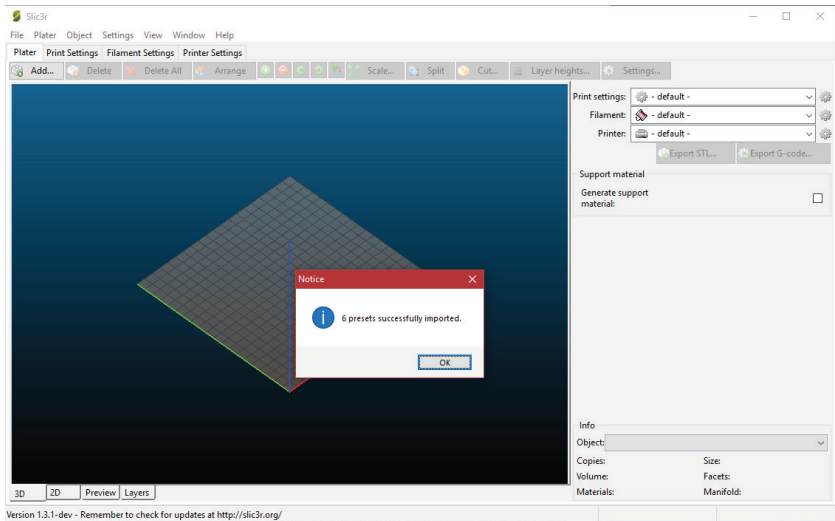 Slic3r
File Plater Object Settings View Window Help
Plater Print Settings Filament Settings Printer Settings
Add... Delete Delete All Arrange Scale... Split Cut... Layer heights... Settings...
Print settings: - default -
Filament: - default -
Printer: - default -
Export STL... Export G-code...
Support material
Generate support
material:
Notice
6 presets successfully imported.
OK
Info
Object:
Copies: Size:
Volume: Facets:
Materials: Manifold:
3D 2D Preview Layers
Version 1.3.1-dev - Remember to check for updates at http://slic3r.org/